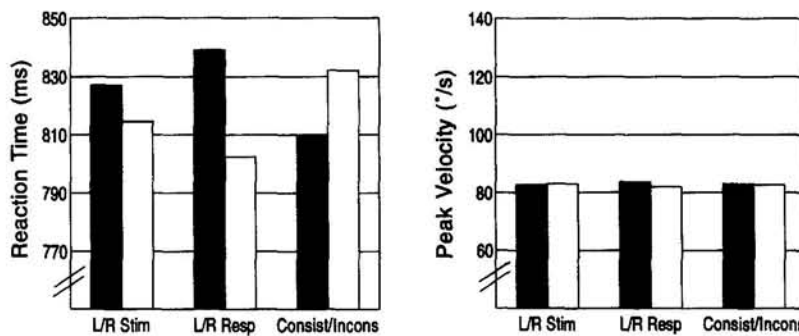 850
830
810
790
770
Reaction Time (ms)
L/R Stim L/R Resp Consist/Incons
140
120
100
80
60
Peak Velocity (°/s)
L/R Stim L/R Resp Consist/Incons